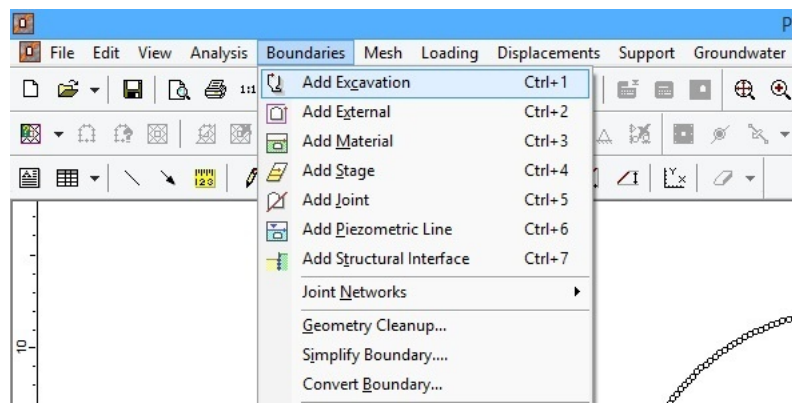 P
File Edit View Analysis Boundaries Mesh Loading Displacements Support Groundwater
1:1
Add Excavation Ctrl+1
Add External Ctrl+2
Add Material Ctrl+3
Add Stage Ctrl+4
Add Joint Ctrl+5
Add Piezometric Line Ctrl+6
Add Structural Interface Ctrl+7
Joint Networks
Geometry Cleanup...
Simplify Boundary....
Convert Boundary...
123
10